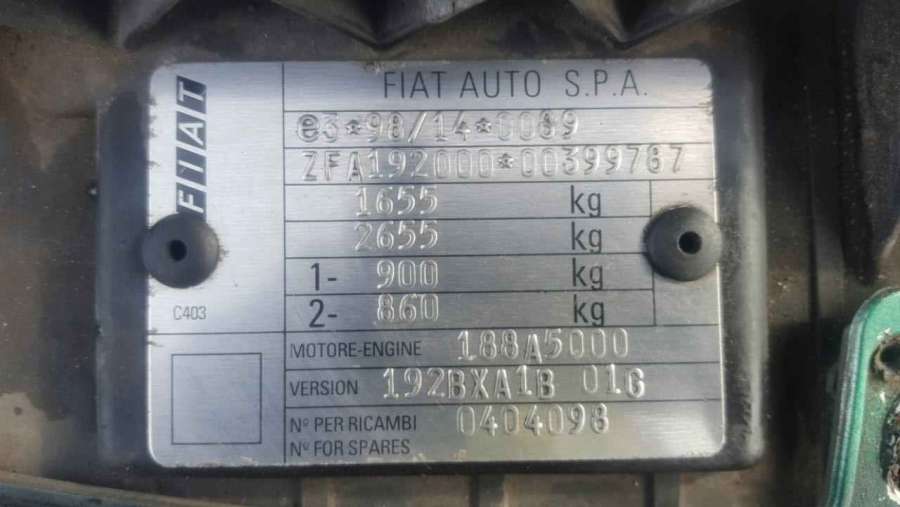 FIAT
FIAT AUTO S.P.A.
e3*98/14*0089
ZFA192000*00399787
1655 kg
2655 kg
1- 900 kg
2- 860 kg
C403
MOTORE-ENGINE 188A5000
VERSION 192BXA1B 01G
Nº PER RICAMBI 0404098
Nº FOR SPARES